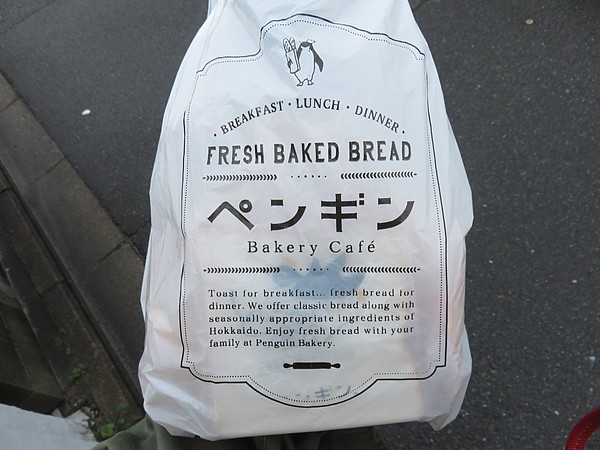 · BREAKFAST · LUNCH · DINNER ·
FRESH BAKED BREAD
ペンギン
Bakery Café
Toast for breakfast... fresh bread for
dinner. We offer classic bread along with
seasonally appropriate ingredients of
Hokkaido. Enjoy fresh bread with your
family at Penguin Bakery.